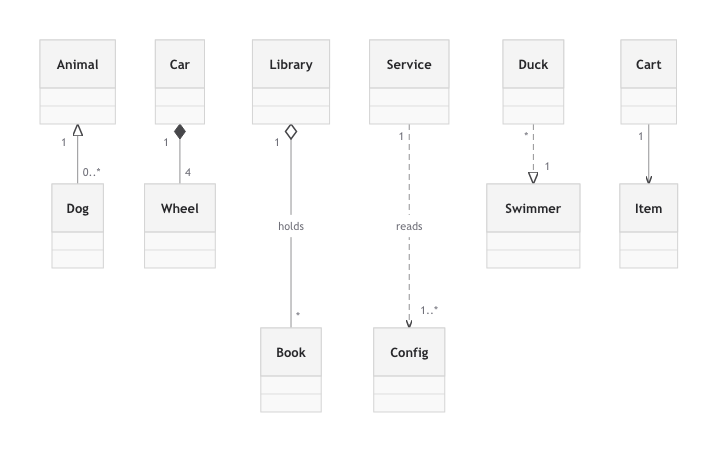 Animal
Car
Library
Service
Duck
Cart
1
1
1
1
*
1
0..*
4
1
Dog
Wheel
Swimmer
Item
holds
reads
*
1..*
Book
Config